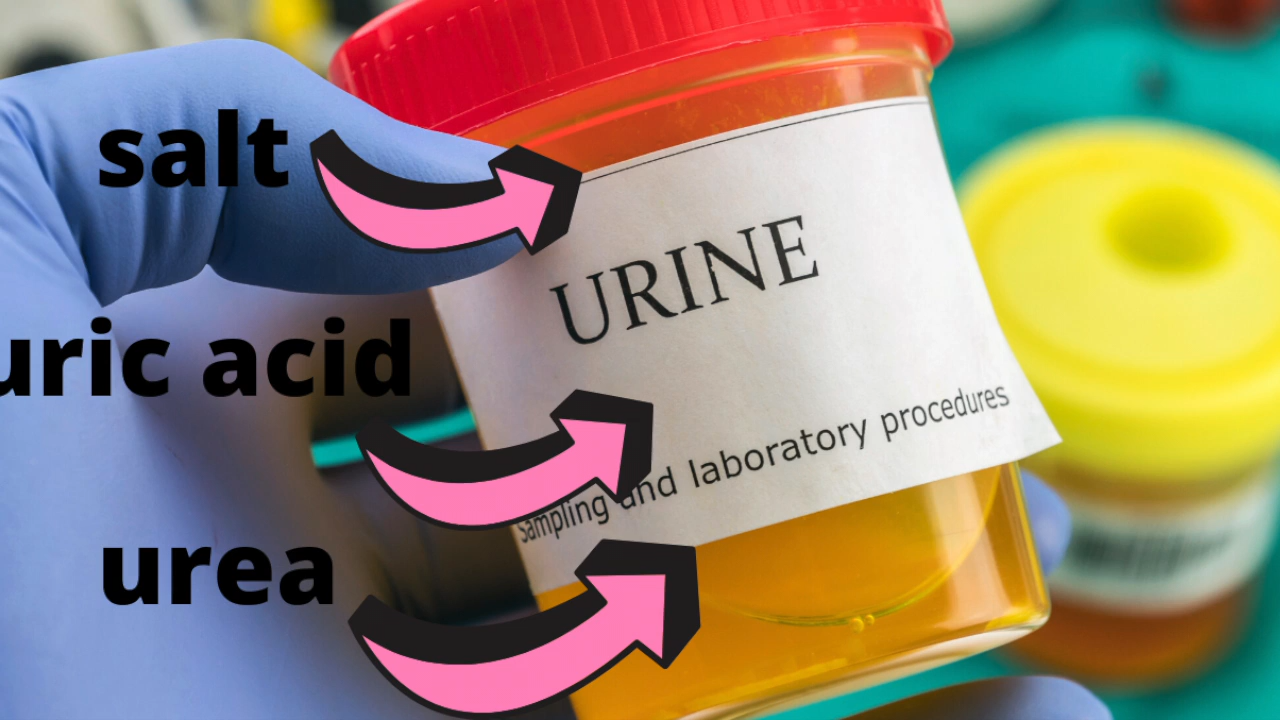 salt
URINE
uric acid
Sampling and laboratory procedures
urea